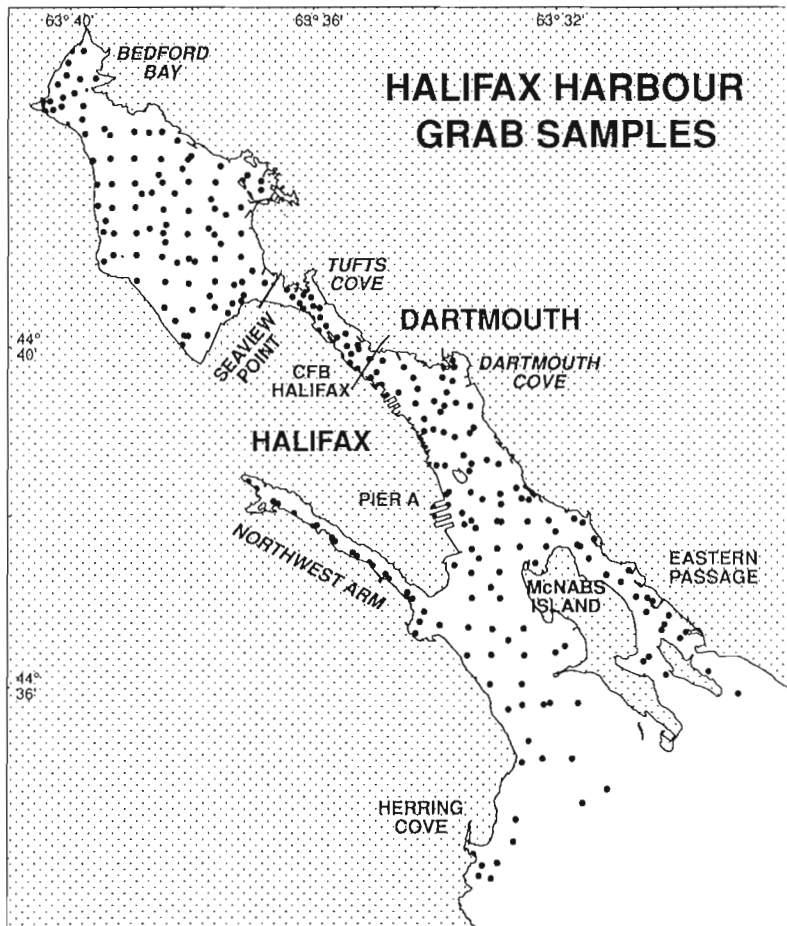 63° 40'
63° 36'
63° 32'
BEDFORD
BAY
HALIFAX HARBOUR
GRAB SAMPLES
TUFTS
COVE
DARTMOUTH
44°
40'
SEAVIEW
POINT
CFB
HALIFAX
DARTMOUTH
COVE
HALIFAX
PIER A
NORTHWEST ARM
EASTERN
PASSAGE
McNABS
ISLAND
44°
36'
HERRING
COVE